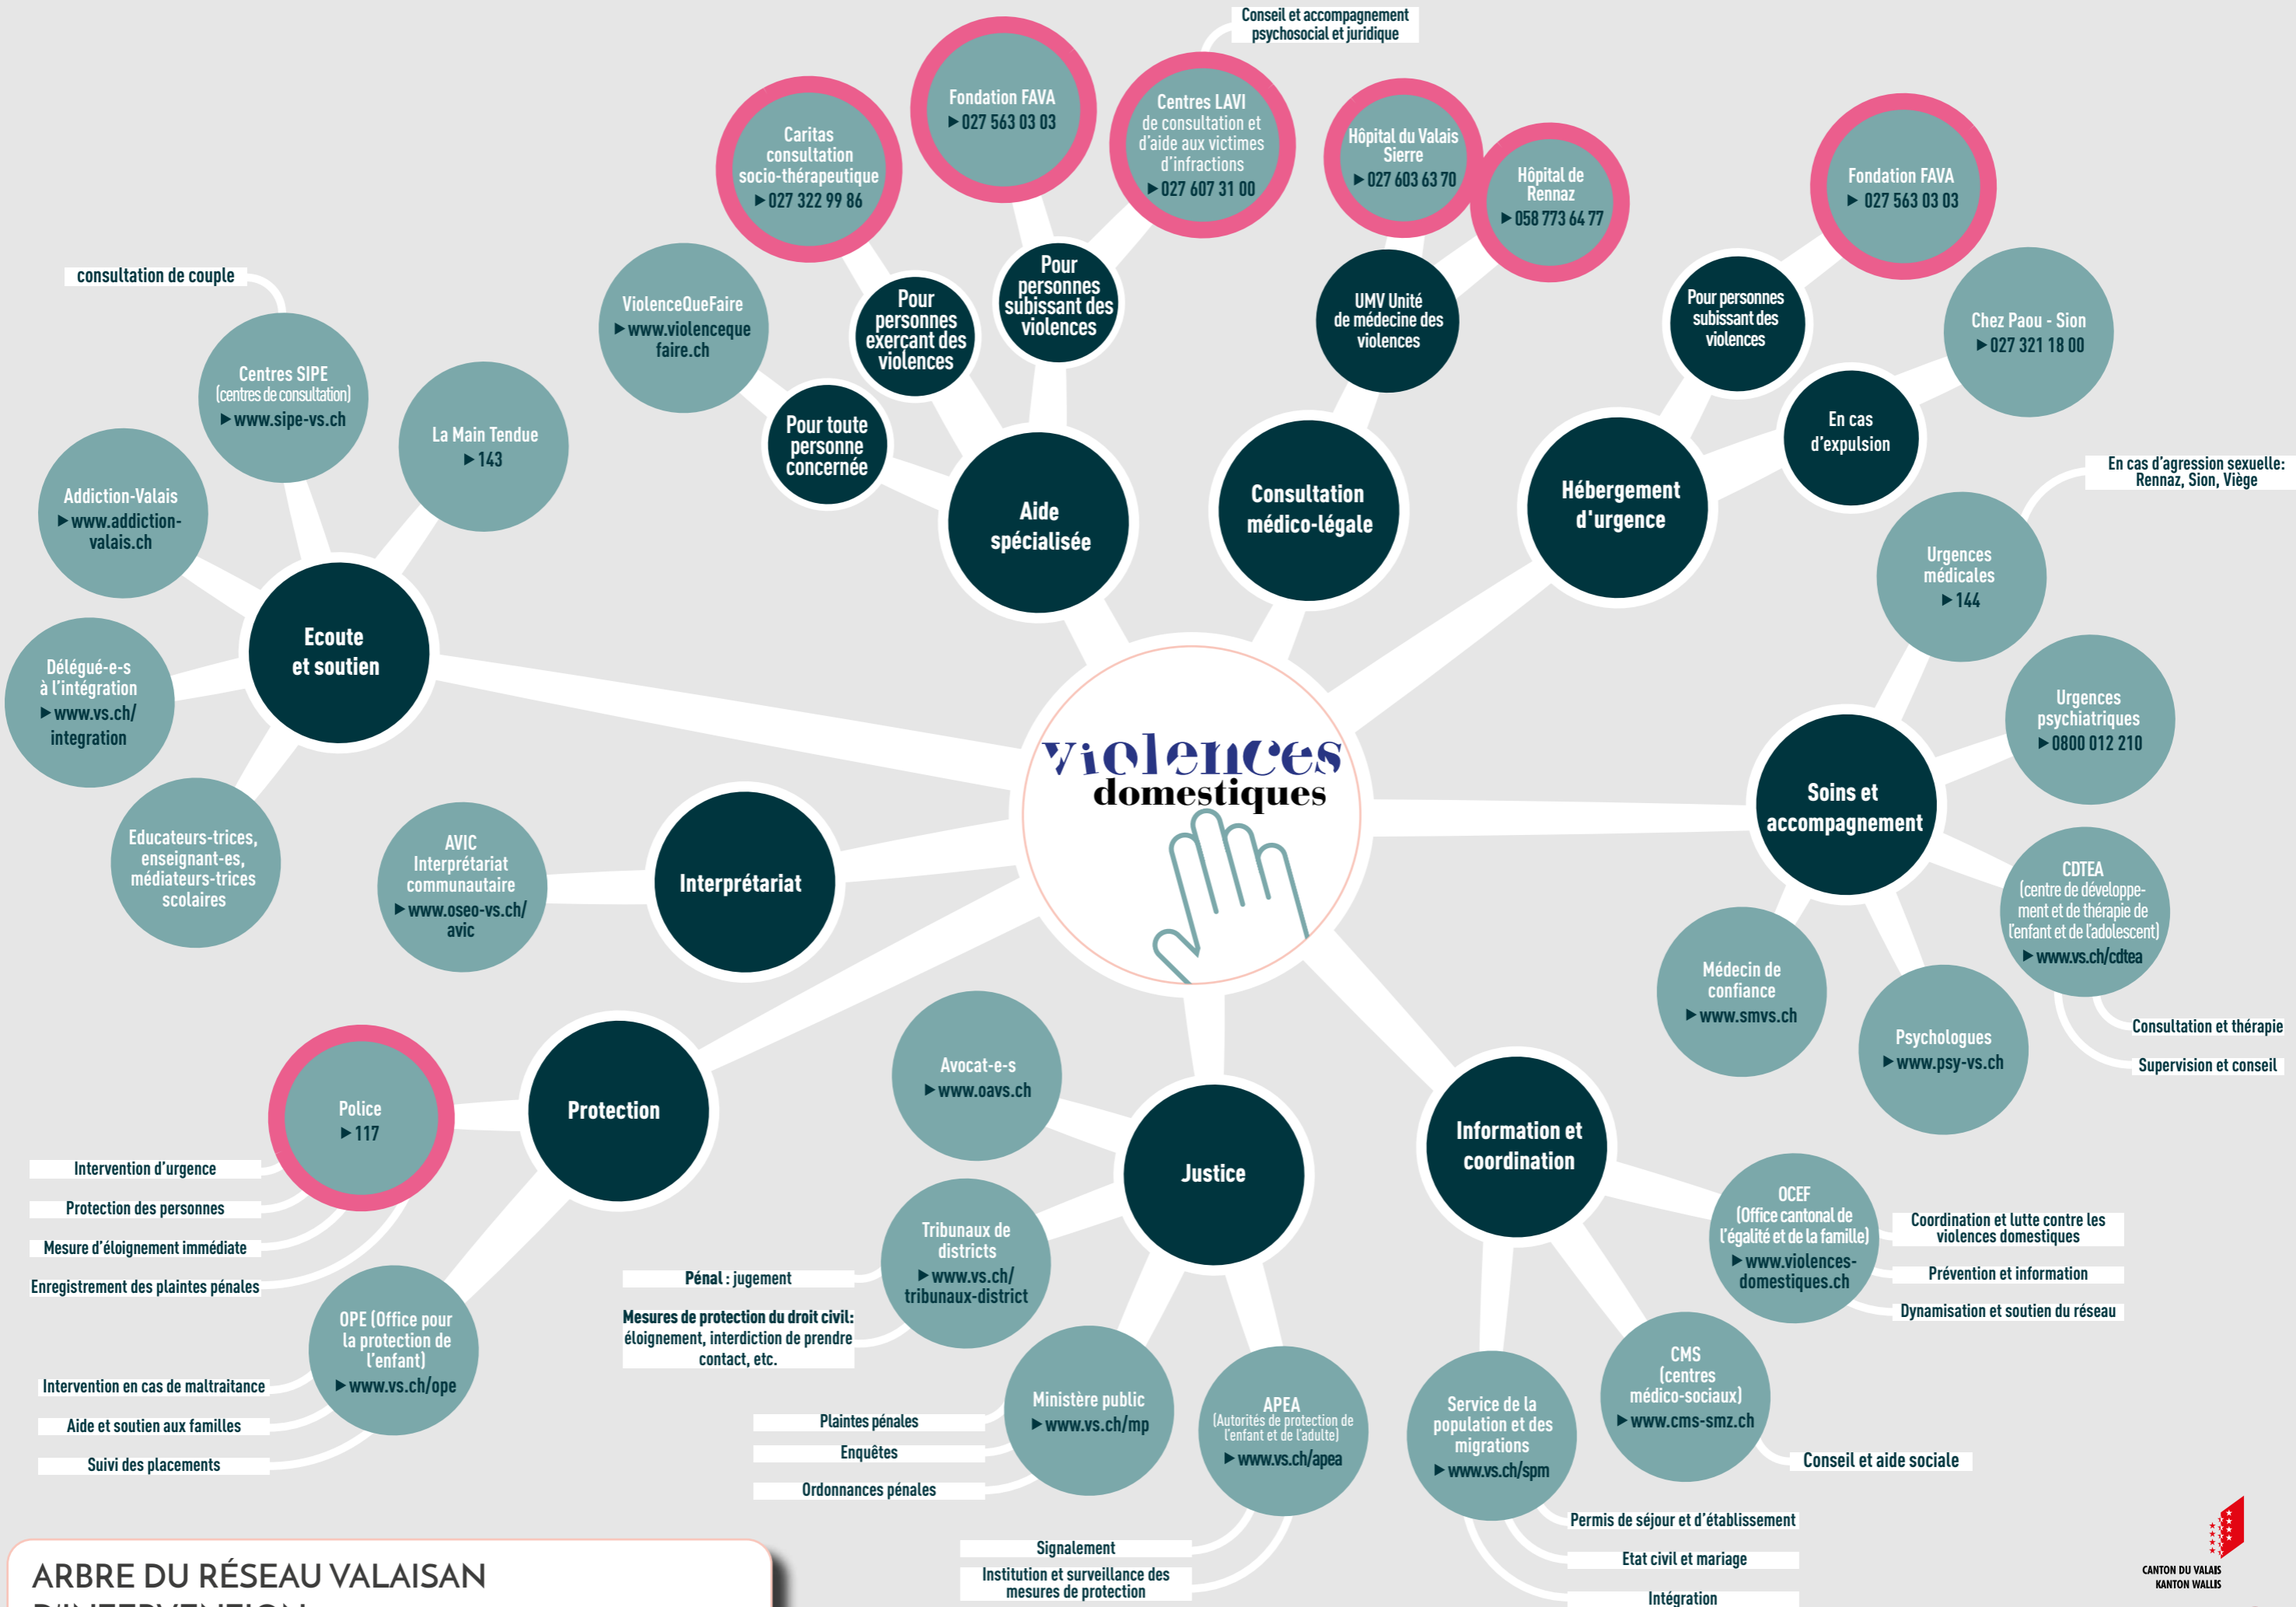 Conseil et accompagnement
psychosocial et juridique
Fondation FAVA
▶ 027 563 03 03
Centres LAVI
de consultation et
d'aide aux victimes
d'infractions
▶ 027 607 31 00
Caritas
consultation
socio-thérapeutique
▶ 027 322 99 86
Hôpital du Valais
Sierre
▶ 027 603 63 70
Hôpital de
Rennaz
▶ 058 773 64 77
Fondation FAVA
▶ 027 563 03 03
consultation de couple
ViolenceQueFaire
▶ www.violenceque
faire.ch
Pour
personnes
exerçant des
violences
Pour
personnes
subissant des
violences
UMV Unité
de médecine des
violences
Pour personnes
subissant des
violences
Chez Paou - Sion
▶ 027 321 18 00
Centres SIPE
(centres de consultation)
▶ www.sipe-vs.ch
La Main Tendue
▶ 143
Pour toute
personne
concernée
En cas
d'expulsion
En cas d'agression sexuelle:
Rennaz, Sion, Viège
Addiction-Valais
▶ www.addiction-
valais.ch
Aide
spécialisée
Consultation
médico-légale
Hébergement
d'urgence
Urgences
médicales
▶ 144
Ecoute
et soutien
Délégué-e-s
à l'intégration
▶ www.vs.ch/
integration
Urgences
psychiatriques
▶ 0800 012 210
violences
domestiques
Soins et
accompagnement
Educateurs-trices,
enseignant-es,
médiateurs-trices
scolaires
AVIC
Interprétariat
communautaire
▶ www.oseo-vs.ch/
avic
Interprétariat
CDTEA
(centre de développe-
ment et de thérapie de
l'enfant et de l'adolescent)
▶ www.vs.ch/cdtea
Médecin de
confiance
▶ www.smvs.ch
Psychologues
▶ www.psy-vs.ch
Consultation et thérapie
Supervision et conseil
Police
▶ 117
Protection
Avocat-e-s
▶ www.oavs.ch
Justice
Information et
coordination
Intervention d'urgence
Protection des personnes
Mesure d'éloignement immédiate
Enregistrement des plaintes pénales
Tribunaux de
districts
▶ www.vs.ch/
tribunaux-district
Pénal : jugement
Mesures de protection du droit civil:
éloignement, interdiction de prendre
contact, etc.
OCEF
(Office cantonal de
l'égalité et de la famille)
▶ www.violences-
domestiques.ch
Coordination et lutte contre les
violences domestiques
Prévention et information
Dynamisation et soutien du réseau
OPE (Office pour
la protection de
l'enfant)
▶ www.vs.ch/ope
Intervention en cas de maltraitance
Aide et soutien aux familles
Suivi des placements
Ministère public
▶ www.vs.ch/mp
Plaintes pénales
Enquêtes
Ordonnances pénales
APEA
(Autorités de protection de
l'enfant et de l'adulte)
▶ www.vs.ch/apea
Signalement
Institution et surveillance des
mesures de protection
Service de la
population et des
migrations
▶ www.vs.ch/spm
CMS
(centres
médico-sociaux)
▶ www.cms-smz.ch
Conseil et aide sociale
Permis de séjour et d'établissement
Etat civil et mariage
Intégration
ARBRE DU RÉSEAU VALAISAN
D'INTERVENTION
CANTON DU VALAIS
KANTON WALLIS